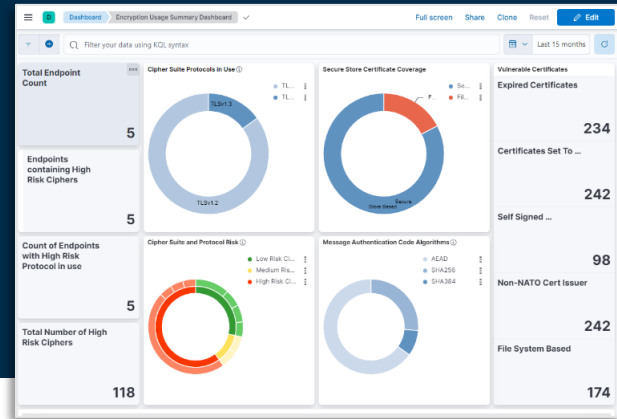 D Dashboard Encryption Usage Summary Dashboard Full screen Share Clone Reset Edit
Filter your data using KQL syntax Last 15 months
Total Endpoint
Count
5
Endpoints
containing High
Risk Ciphers
5
Count of Endpoints
with High Risk
Protocol in use
5
Total Number of High
Risk Ciphers
118
Cipher Suite Protocols in Use
TL...
TL...
TLSv1.3
TLSv1.2
Secure Store Certificate Coverage
Se...
Fil...
F...
Secure
Store Based
Cipher Suite and Protocol Risk
Low Risk Ci...
Medium Ris...
High Risk Ci...
Message Authentication Code Algorithms
AEAD
SHA256
SHA384
Vulnerable Certificates
Expired Certificates
234
Certificates Set To ...
242
Self Signed ...
98
Non-NATO Cert Issuer
242
File System Based
174